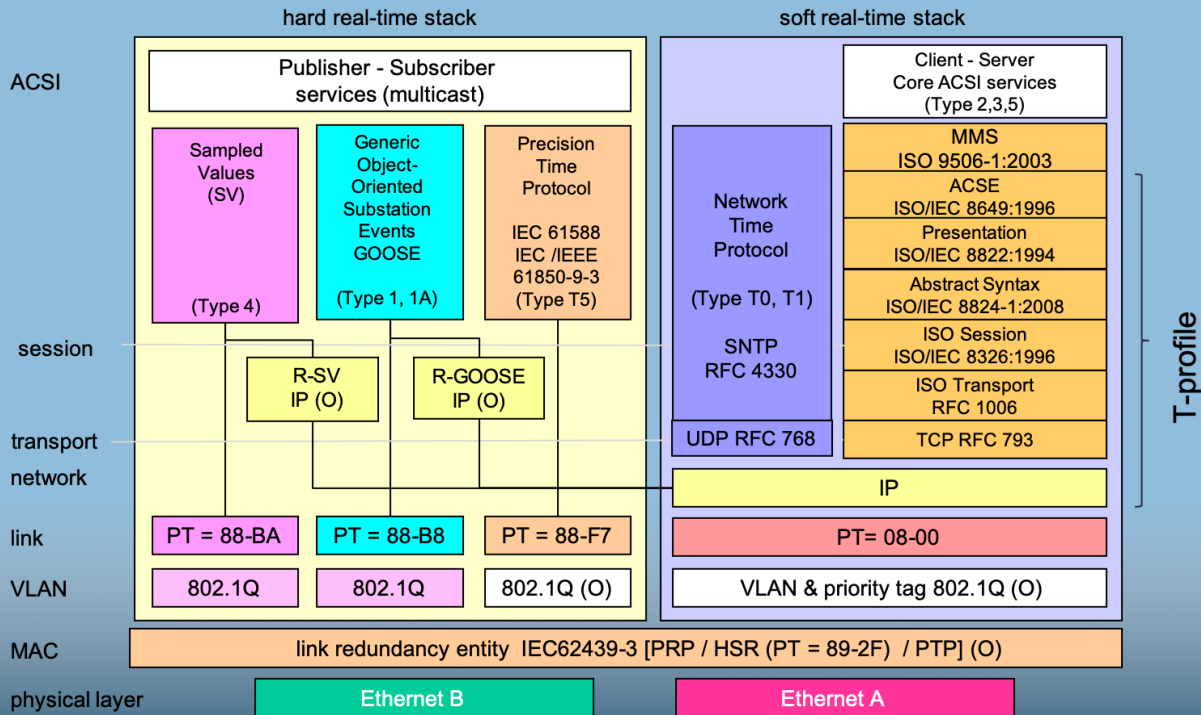 hard real-time stack
soft real-time stack
ACSI
Publisher - Subscriber
services (multicast)
Client - Server
Core ACSI services
(Type 2,3,5)
Sampled
Values
(SV)
(Type 4)
Generic
Object-
Oriented
Substation
Events
GOOSE
(Type 1, 1A)
Precision
Time
Protocol
IEC 61588
IEC /IEEE
61850-9-3
(Type T5)
Network
Time
Protocol
(Type T0, T1)
SNTP
RFC 4330
MMS
ISO 9506-1:2003
ACSE
ISO/IEC 8649:1996
Presentation
ISO/IEC 8822:1994
Abstract Syntax
ISO/IEC 8824-1:2008
ISO Session
ISO/IEC 8326:1996
ISO Transport
RFC 1006
T-profile
session
R-SV
IP (O)
R-GOOSE
IP (O)
transport
UDP RFC 768
TCP RFC 793
network
IP
link
PT = 88-BA
PT = 88-B8
PT = 88-F7
PT= 08-00
VLAN
802.1Q
802.1Q
802.1Q (O)
VLAN & priority tag 802.1Q (O)
MAC
link redundancy entity IEC62439-3 [PRP / HSR (PT = 89-2F) / PTP] (O)
physical layer
Ethernet B
Ethernet A